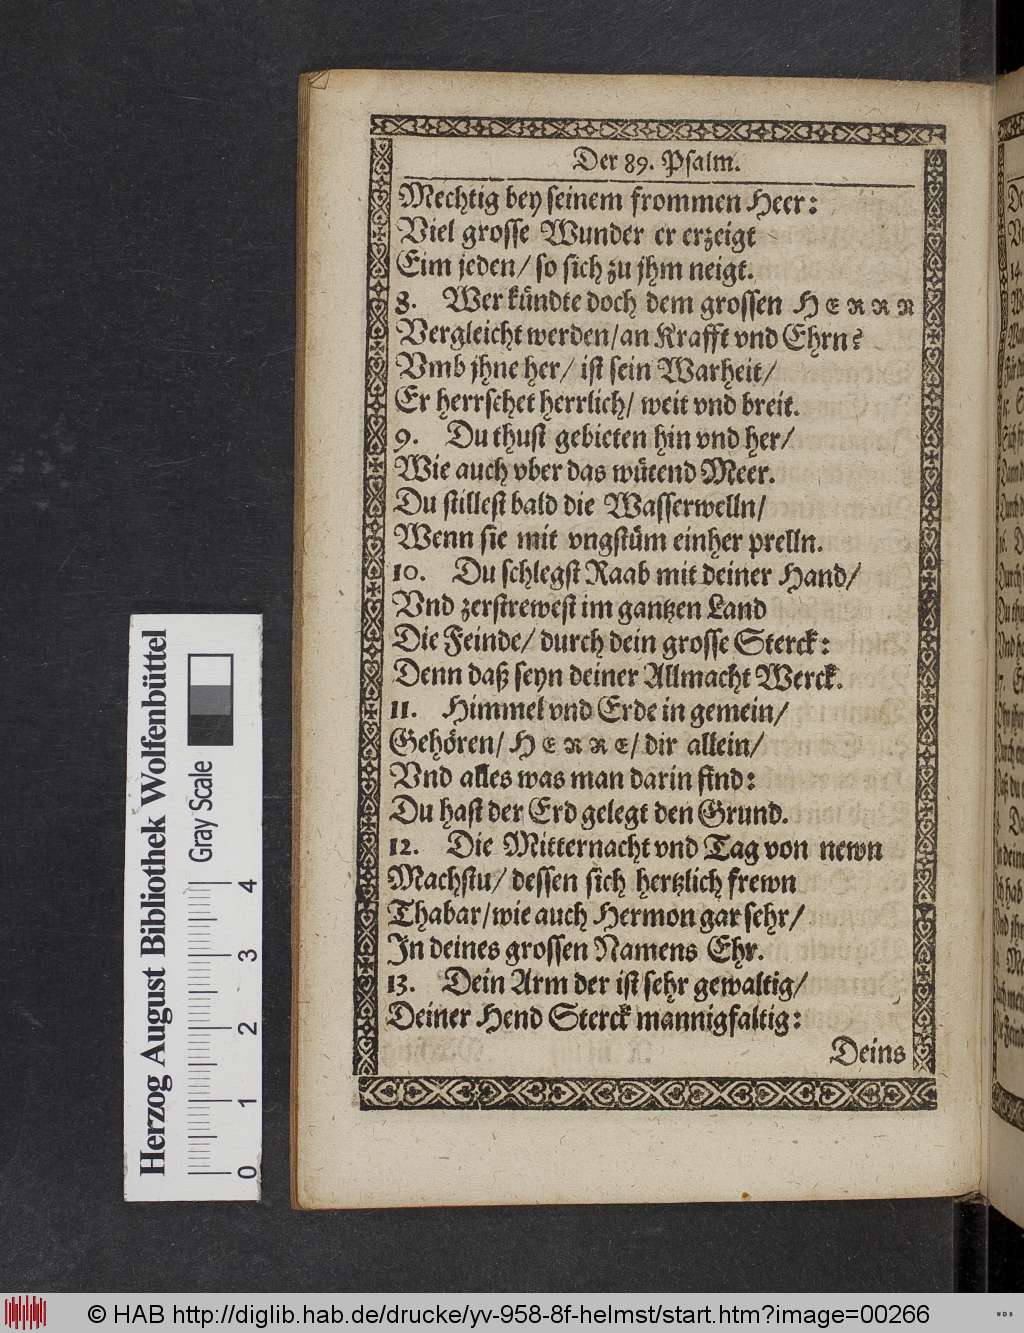 Der 89. Psalm.
Mechtig bey seinem frommen Heer:
Viel grosse Wunder er erzeigt
Eim jeden/ so sich zu jhm neigt.
8. Wer kündte doch dem grossen HERRN
Vergleicht werden/an Krafft vnd Ehrn?
Vmb jhne her/ ist sein Warheit/
Er herrschet herrlich/ weit vnd breit.
9. Du thust gebieten hin vnd her/
Wie auch vber das wütend Meer.
Du stillest bald die Wasserwelln/
Wenn sie mit vngstüm einher prelln.
10. Du schlegst Raab mit deiner Hand/
Vnd zerstrewest im gantzen Land
Die Feinde/ durch dein grosse Sterck:
Denn daß seyn deiner Allmacht Werck.
11. Himmel vnd Erde in gemein/
Gehören/ HERRE/ dir allein/
Vnd alles was man darin find:
Du hast der Erd gelegt den Grund.
12. Die Mitternacht vnd Tag von newn
Machstu/ dessen sich hertzlich frewn
Thabar/wie auch Hermon gar sehr/
In deines grossen Namens Ehr.
13. Dein Arm der ist sehr gewaltig/
Deiner Hend Sterck mannigfaltig:
Deins
Herzog August Bibliothek Wolfenbüttel
Gray Scale
0 1 2 3 4
© HAB http://diglib.hab.de/drucke/yv-958-8f-helmst/start.htm?image=00266